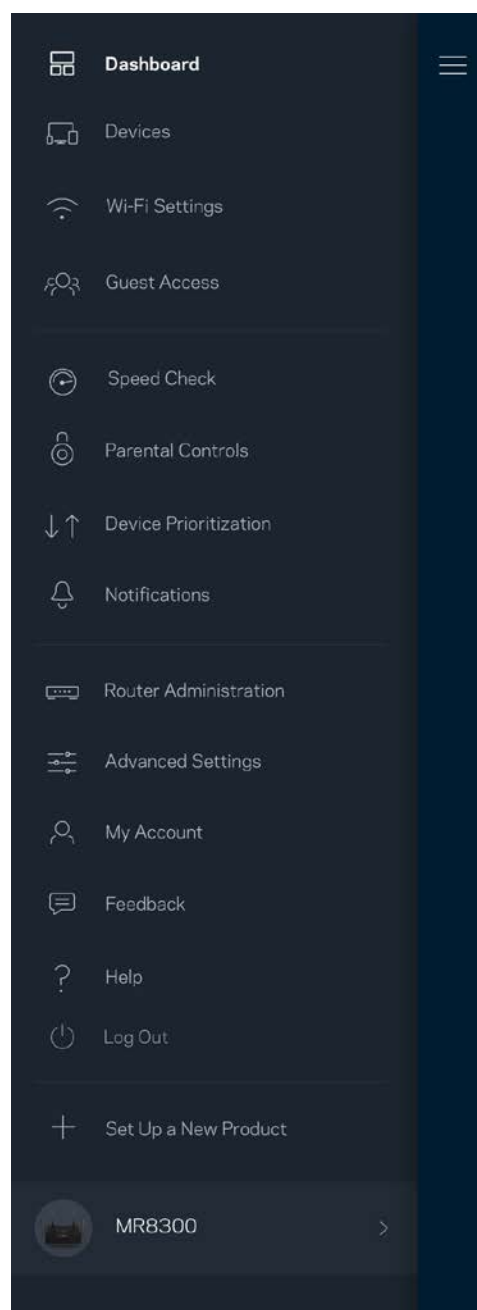 Dashboard
Devices
Wi-Fi Settings
Guest Access
Speed Check
Parental Controls
Device Prioritization
Notifications
Router Administration
Advanced Settings
My Account
Feedback
Help
Log Out
Set Up a New Product
MR8300